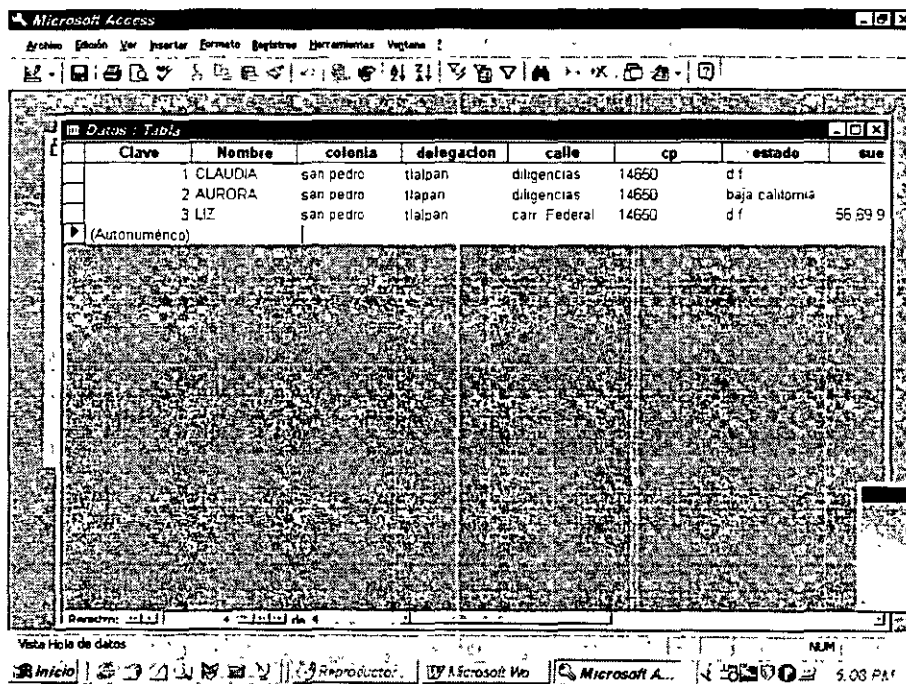 Microsoft Access
Archivo Edición Ver Insertar Formato Registros Herramientas Ventana ?
Datos : Tabla
Clave Nombre colonia delegacion calle cp estado sue
1 CLAUDIA san pedro tlalpan diligencias 14650 d f
2 AURORA san pedro tlapan diligencias 14650 baja california
3 LIZ san pedro tlalpan carr. Federal 14650 d f 56,69 9
(Autonumérico)
Registro: 4 de 4
Vista Hoja de datos NUM
Inicio Reproductor... Microsoft Wo Microsoft A... 5:03 PM